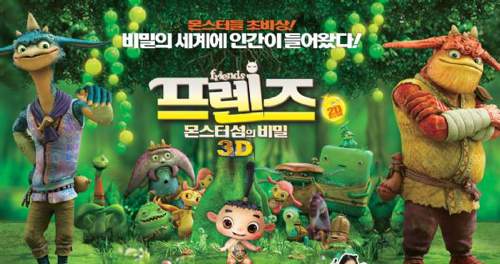 몬스터들 초비상!
비밀의 세계에 인간이 들어왔다!
friends
프렌즈
2D
몬스터섬의 비밀
3D